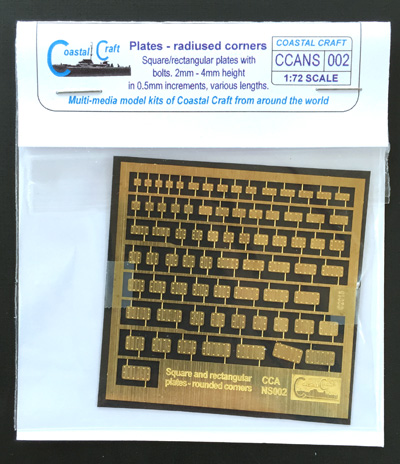 Coastal Craft
Plates - radiused corners
Square/rectangular plates with
bolts. 2mm - 4mm height
in 0.5mm increments, various lengths.
COASTAL CRAFT
CCANS 002
1:72 SCALE
Multi-media model kits of Coastal Craft from around the world
Square and rectangular
plates - rounded corners
CCA
NS002